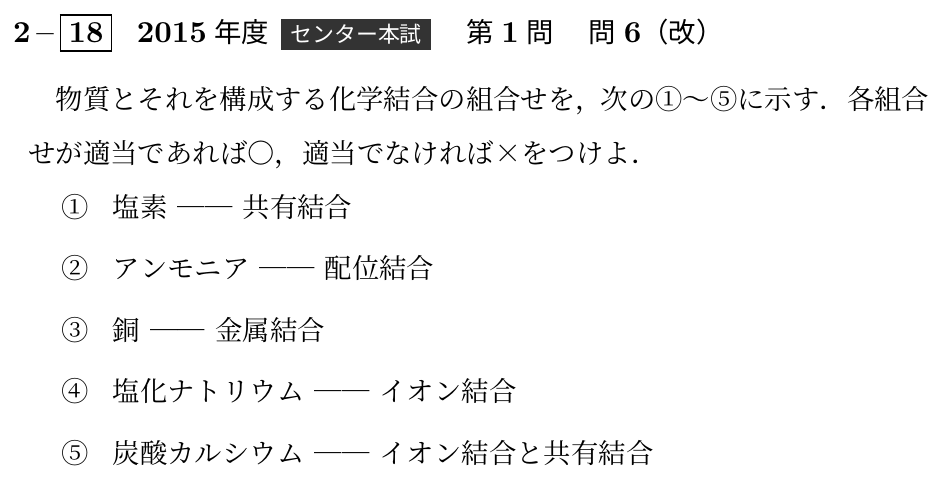 2–18 2015 年度 センター本試 第 1 問 問 6（改）
物質とそれを構成する化学結合の組合せを，次の①～⑤に示す．各組合
せが適当であれば○，適当でなければ×をつけよ．
① 塩素 —— 共有結合
② アンモニア —— 配位結合
③ 銅 —— 金属結合
④ 塩化ナトリウム —— イオン結合
⑤ 炭酸カルシウム —— イオン結合と共有結合